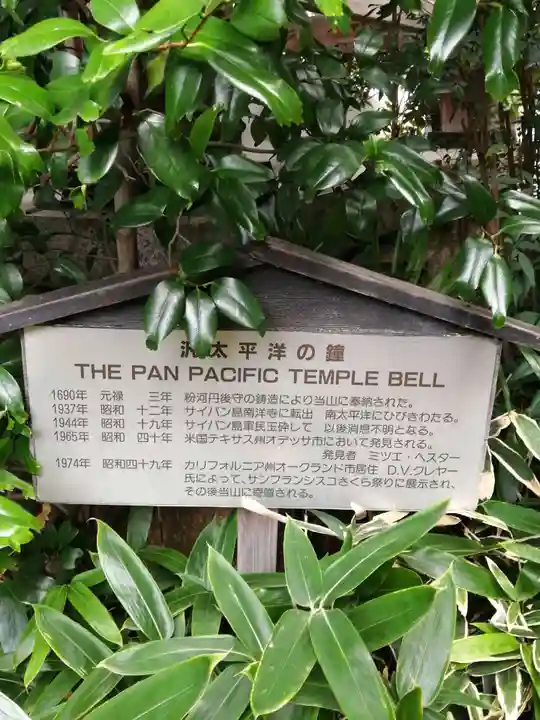 汎太平洋の鐘
THE PAN PACIFIC TEMPLE BELL
1690年 元禄 三年 粉河丹後守の鋳造により当山に奉納された。
1937年 昭和 十二年 サイパン島南洋寺に転出 南太平洋にひびきわたる。
1944年 昭和 十九年 サイパン島軍民玉砕して 以後消息不明となる。
1965年 昭和 四十年 米国テキサス州オデッサ市において発見される。
発見者 ミツエ・ヘスター
1974年 昭和四十九年 カリフォルニア州オークランド市居住 D.V.クレヤー
氏によって、サンフランシスコさくら祭りに展示され、
その後当山に寄贈される。